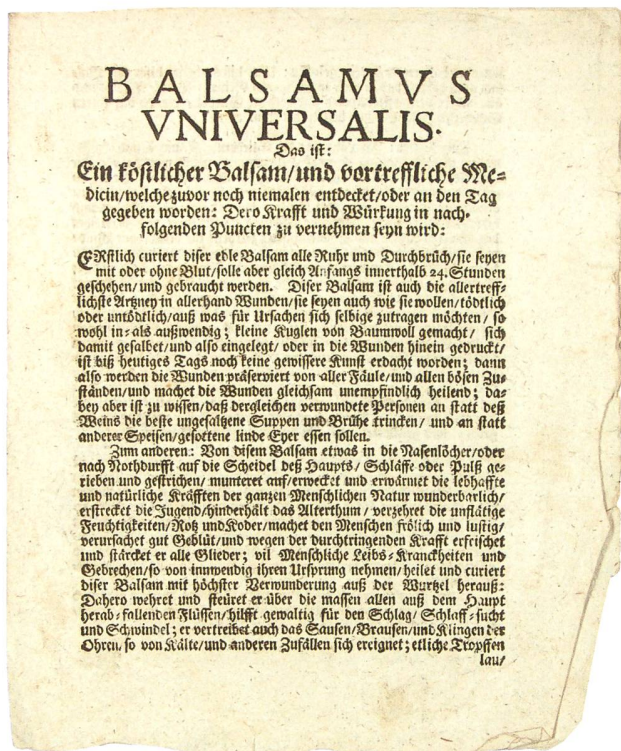 BALSAMVS
VNIVERSALIS.
Das ist:
Ein köstlicher Balsam/und vortreffliche Me-
dicin/welche zuvor noch niemalen entdecket/oder an den Tag
gegeben worden: Dero Krafft und Würkung in nach-
folgenden Puncten zu vernehmen seyn wird:
ERstlich curiert diser edle Balsam alle Ruhr und Durchbrüch/sie seyen
mit oder ohne Blut/solle aber gleich Anfangs innerthalb 24. Stunden
geschehen/und gebraucht werden. Diser Balsam ist auch die allertreff-
lichste Artzney in allerhand Wunden/sie seyen auch wie sie wollen/tödtlich
oder untödtlich/auß was für Ursachen sich selbige zutragen möchten/ so
wohl in-als außwendig; kleine Kuglen von Baumwoll gemacht/ sich
damit gesalbet/und also eingelegt/ oder in die Wunden hinein gedruckt/
ist biß heutiges Tags noch keine gewissere Kunst erdacht worden; dann
also werden die Wunden präserviert von aller Fäule/und allen bösen Zu-
ständen/und machet die Wunden gleichsam unempfindlich heilend; da-
bey aber ist zu wissen/daß dergleichen verwundete Personen an statt deß
Weins die beste ungesaltzene Suppen und Brühe trincken/ und an statt
anderer Speisen/gesottene linde Eyer essen sollen.
Zum anderen: Von disem Balsam etwas in die Nasenlöcher/oder
nach Nothdurfft auf die Scheidel deß Haupts/ Schläffe oder Pulß ge-
rieben und gestrichen/ munteret auf/erwecket und erwärmet die lebhaffte
und natürliche Kräfften der ganzen Menschlichen Natur wunderbarlich/
erstrecket die Jugend/hinderhält das Alterthum/ verzehret die unflätige
Feuchtigkeiten/Rotz und Koder/machet den Menschen frölich und lustig/
verursachet gut Geblüt/und wegen der durchtringenden Krafft erfrischet
und stärcket er alle Glieder; vil Menschliche Leibs-Kranckheiten und
Gebrechen/so von innwendig ihren Ursprung nehmen/heilet und curiert
diser Balsam mit höchster Verwunderung auß der Wurtzel herauß:
Dahero wehret und steüret er über die massen allen auß dem Haupt
herab-fallenden Flüssen/hilfft gewaltig für den Schlag/ Schlaff-sucht
und Schwindel; er vertreibet auch das Sausen/Brausen/und Klingen der
Ohren, so von Kälte/und anderen Zufällen sich ereignet; etliche Tropffen
lau/